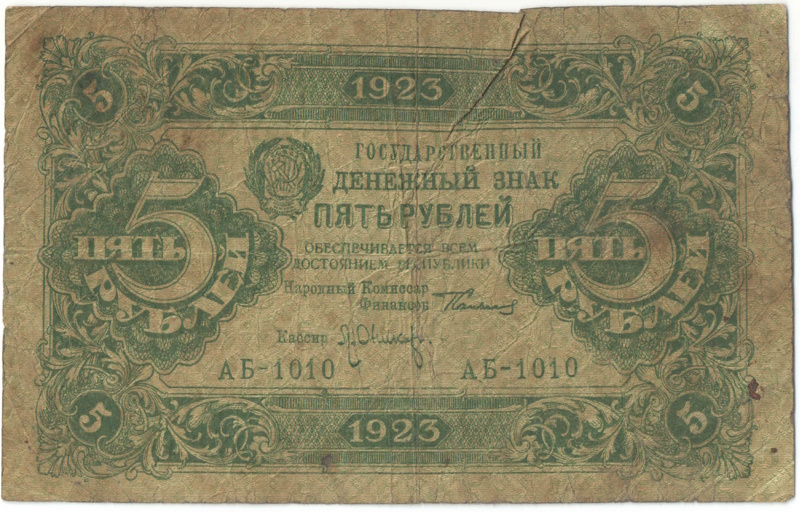 1923
5
5
ГОСУДАРСТВЕННЫЙ
ДЕНЕЖНЫЙ ЗНАК
ПЯТЬ РУБЛЕЙ
ОБЕСПЕЧИВАЕТСЯ ВСЕМ
ДОСТОЯНИЕМ РЕСПУБЛИКИ
Народный Комиссар
Финансов
Кассир
АБ-1010
АБ-1010
5
ПЯТЬ
РУБЛЕЙ
5
ПЯТЬ
РУБЛЕЙ
5
1923
5